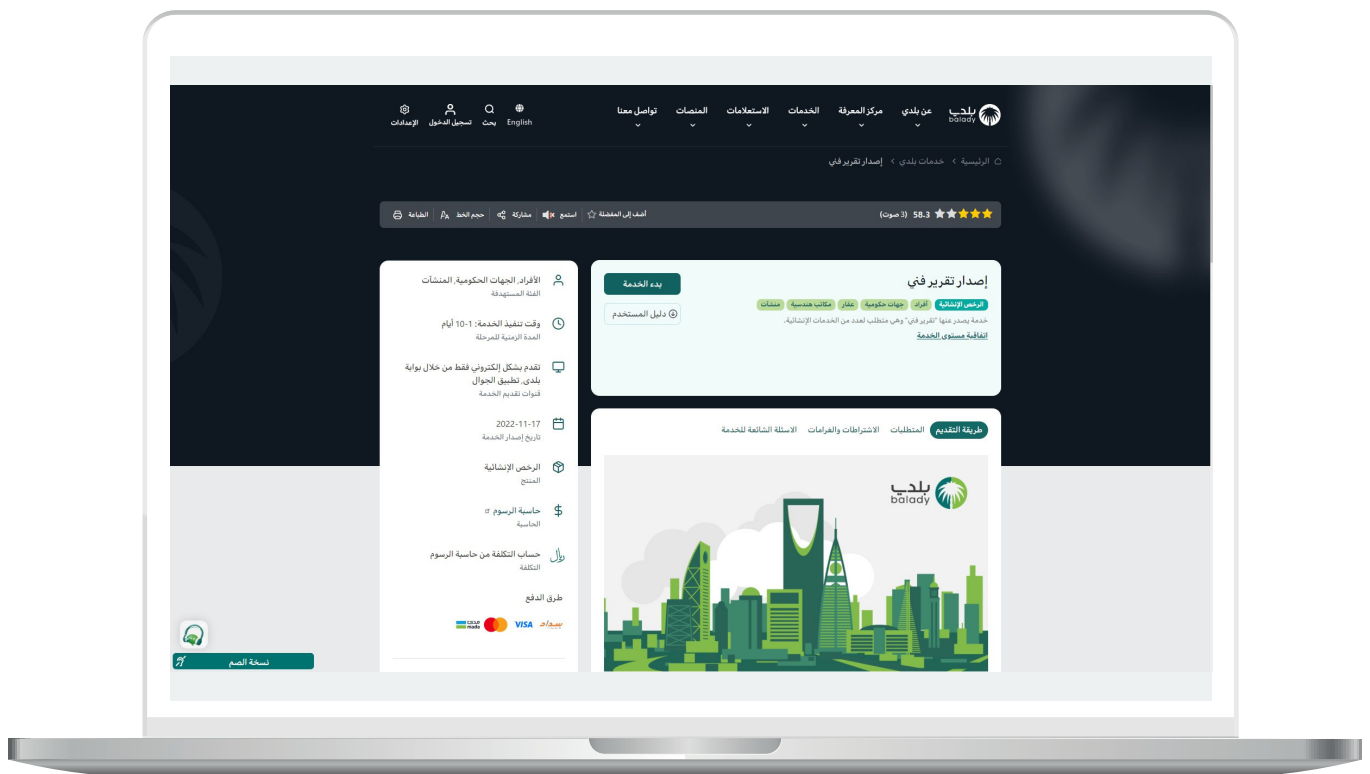 بلدي
balady
عن بلدي
مركز المعرفة
الخدمات
الاستعلامات
المنصات
تواصل معنا
English
بحث
تسجيل الدخول
الإعدادات
الرئيسية › خدمات بلدي › إصدار تقرير فني
58.3 (3 صوت)
أضف إلى المفضلة
استمع
مشاركة
حجم الخط
الطباعة
إصدار تقرير فني
الرخص الإنشائية أفراد جهات حكومية عقار مكاتب هندسية منشآت
خدمة يصدر عنها "تقرير فني" وهي متطلب لعدد من الخدمات الإنشائية.
اتفاقية مستوى الخدمة
بدء الخدمة
دليل المستخدم
طريقة التقديم
المتطلبات
الاشتراطات والغرامات
الاسئلة الشائعة للخدمة
بلدي
balady
الأفراد, الجهات الحكومية, المنشآت
الفئة المستهدفة
وقت تنفيذ الخدمة: 1-10 أيام
المدة الزمنية للمرحلة
تقدم بشكل إلكتروني فقط من خلال بوابة
بلدي, تطبيق الجوال
قنوات تقديم الخدمة
2022-11-17
تاريخ إصدار الخدمة
الرخص الإنشائية
المنتج
حاسبة الرسوم
الحاسبة
ريال
حساب التكلفة من حاسبة الرسوم
التكلفة
طرق الدفع
سداد VISA مدى mada
نسخة الصم